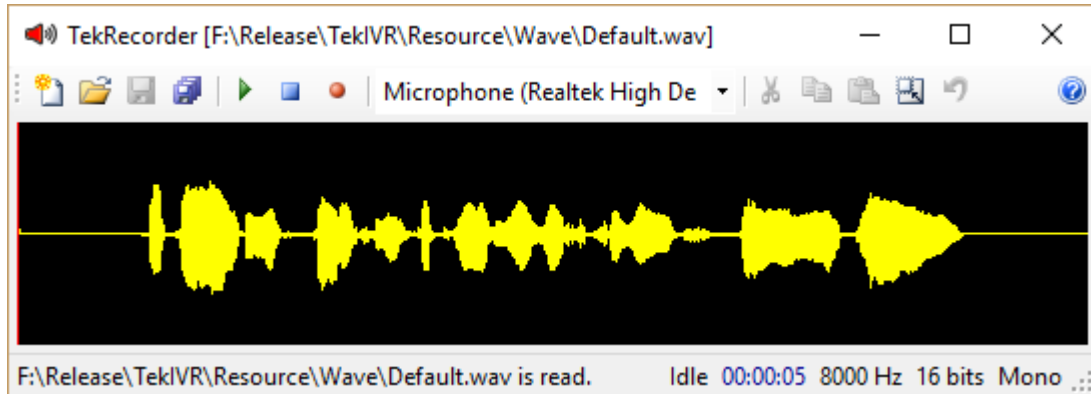 TekRecorder [F:\Release\TekIVR\Resource\Wave\Default.wav]
Microphone (Realtek High De
F:\Release\TekIVR\Resource\Wave\Default.wav is read. Idle 00:00:05 8000 Hz 16 bits Mono